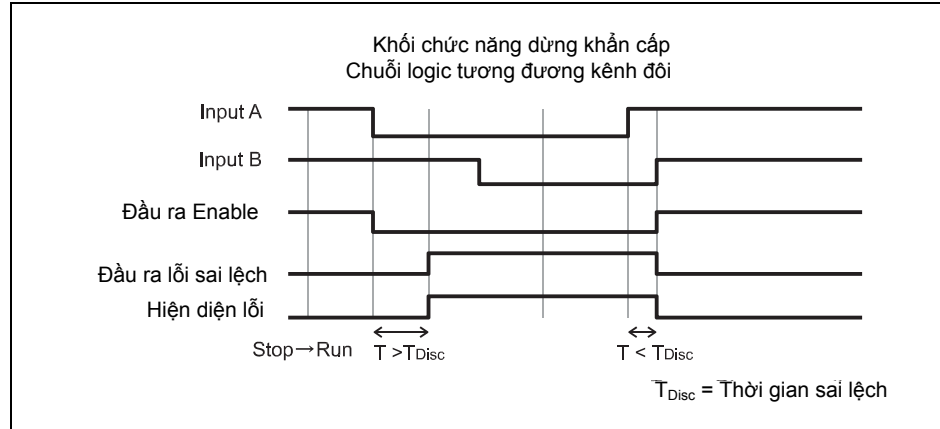 Khối chức năng dừng khẩn cấp
Chuỗi logic tương đương kênh đôi
Input A
Input B
Đầu ra Enable
Đầu ra lỗi sai lệch
Hiện diện lỗi
Stop→Run T >TDisc T < TDisc
TDisc = Thời gian sai lệch